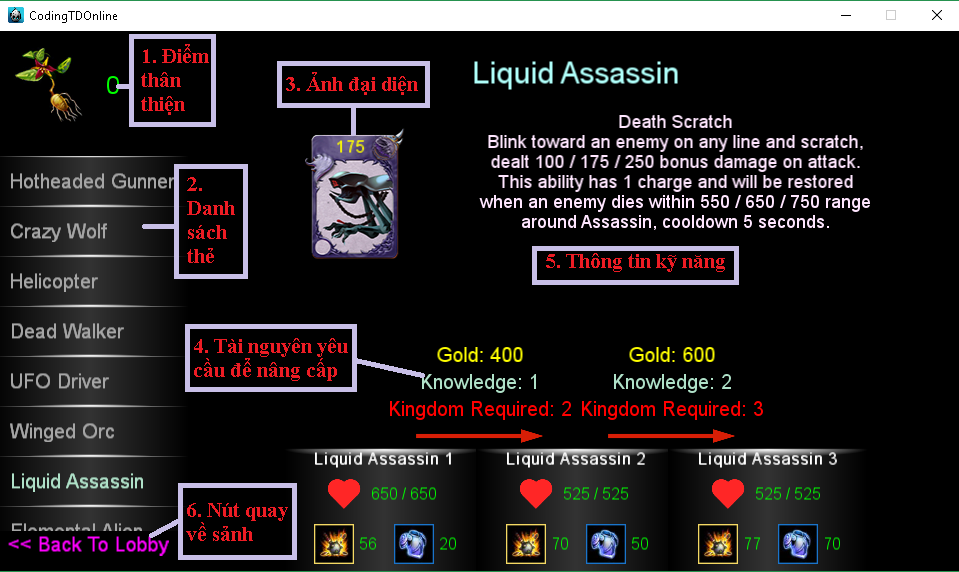 CodingTDOnline
0
1. Điểm
thân
thiện
3. Ảnh đại diện
175
Liquid Assassin
Death Scratch
Blink toward an enemy on any line and scratch,
dealt 100 / 175 / 250 bonus damage on attack.
This ability has 1 charge and will be restored
when an enemy dies within 550 / 650 / 750 range
around Assassin, cooldown 5 seconds.
5. Thông tin kỹ năng
Hotheaded Gunner
Crazy Wolf
Helicopter
Dead Walker
UFO Driver
Winged Orc
Liquid Assassin
Elemental Alien
<< Back To Lobby
2.
Danh
sách
thẻ
4. Tài nguyên yêu
cầu để nâng cấp
6. Nút quay
về sảnh
Gold: 400
Knowledge: 1
Kingdom Required: 2
Gold: 600
Knowledge: 2
Kingdom Required: 3
Liquid Assassin 1
650 / 650
56
20
Liquid Assassin 2
525 / 525
70
50
Liquid Assassin 3
525 / 525
77
70